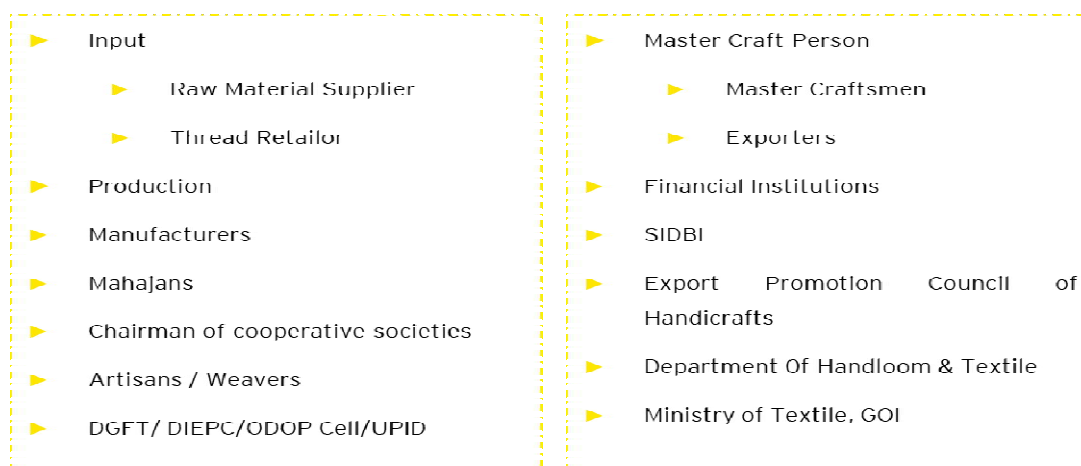 Input
Raw Material Supplier
Thread Retailor
Production
Manufacturers
Mahajans
Chairman of cooperative societies
Artisans / Weavers
DGFT/ DIEPC/ODOP Cell/UPID
Master Craft Person
Master Craftsmen
Exporters
Financial Institutions
SIDBI
Export Promotion Council of
Handicrafts
Department Of Handloom & Textile
Ministry of Textile, GOI